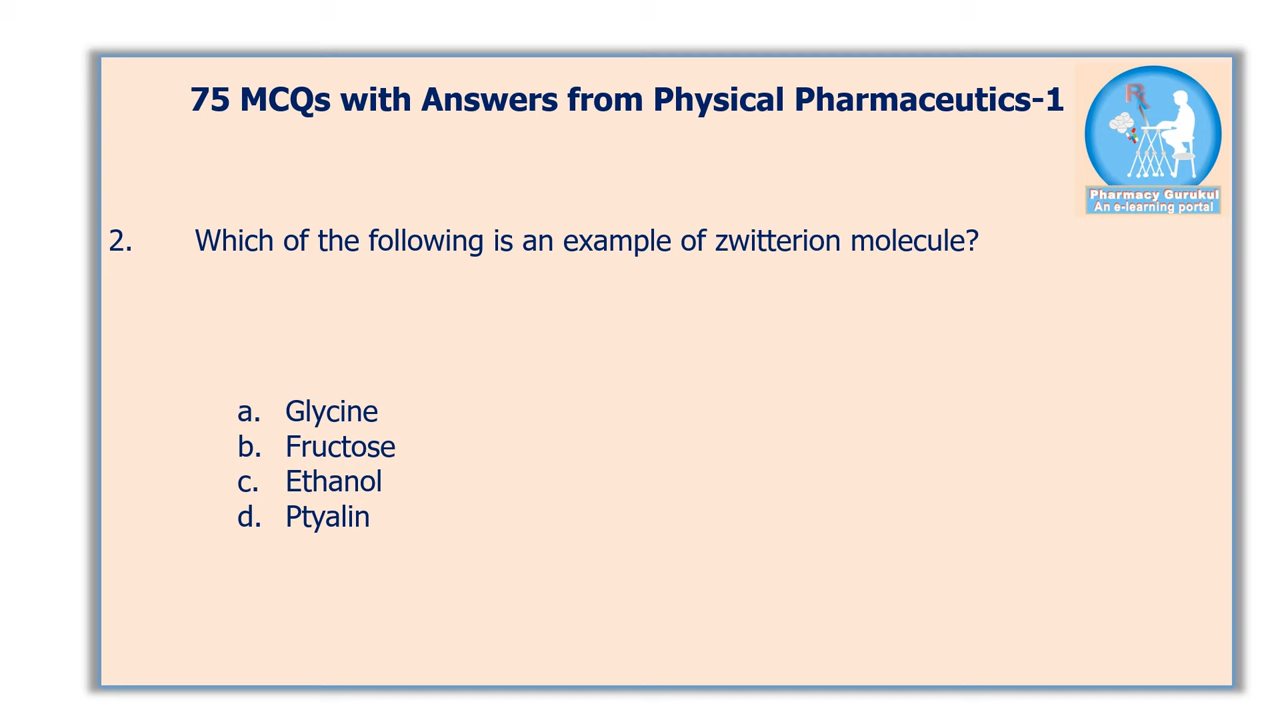 75 MCQs with Answers from Physical Pharmaceutics-1
Rx
Pharmacy Gurukul
An e-learning portal
2. Which of the following is an example of zwitterion molecule?
a. Glycine
b. Fructose
c. Ethanol
d. Ptyalin